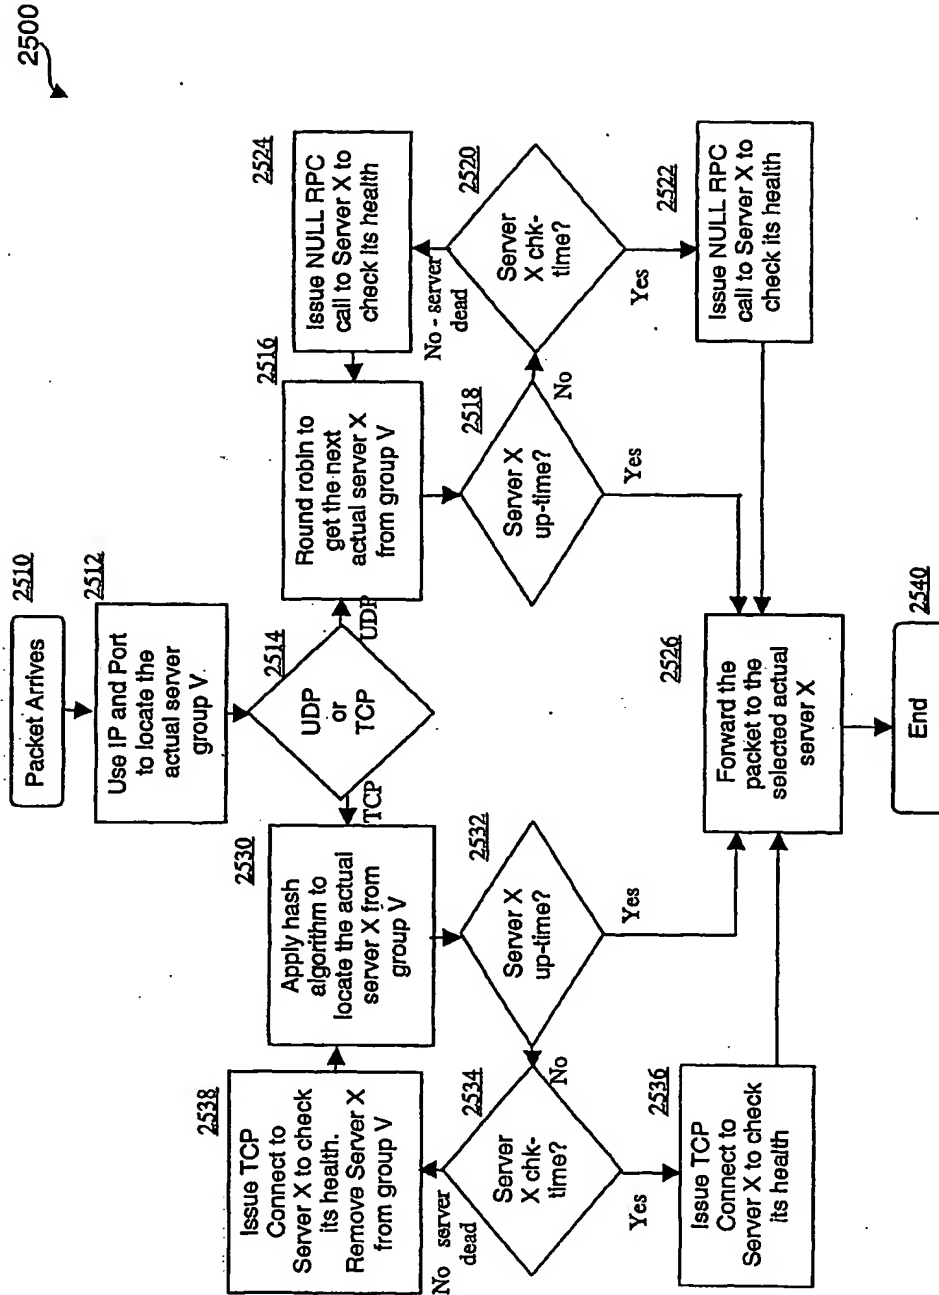 2500
Packet Arrives
2510
Use IP and Port
to locate the
actual server
group V
2512
UDP
or
TCP
2514
UDP
TCP
Round robin to
get the next
actual server X
from group V
2516
Server X
up-time?
2518
No
Yes
Server
X chk-
time?
2520
No - server
dead
Yes
Issue NULL RPC
call to Server X to
check its health
2524
Issue NULL RPC
call to Server X to
check its health
2522
Apply hash
algorithm to
locate the actual
server X from
group V
2530
Server X
up-time?
2532
No
Yes
Server
X chk-
time?
2534
No server
dead
Yes
Issue TCP
Connect to
Server X to check
its health.
Remove Server X
from group V
2538
Issue TCP
Connect to
Server X to check
its health
2536
Forward the
packet to the
selected actual
server X
2526
End
2540